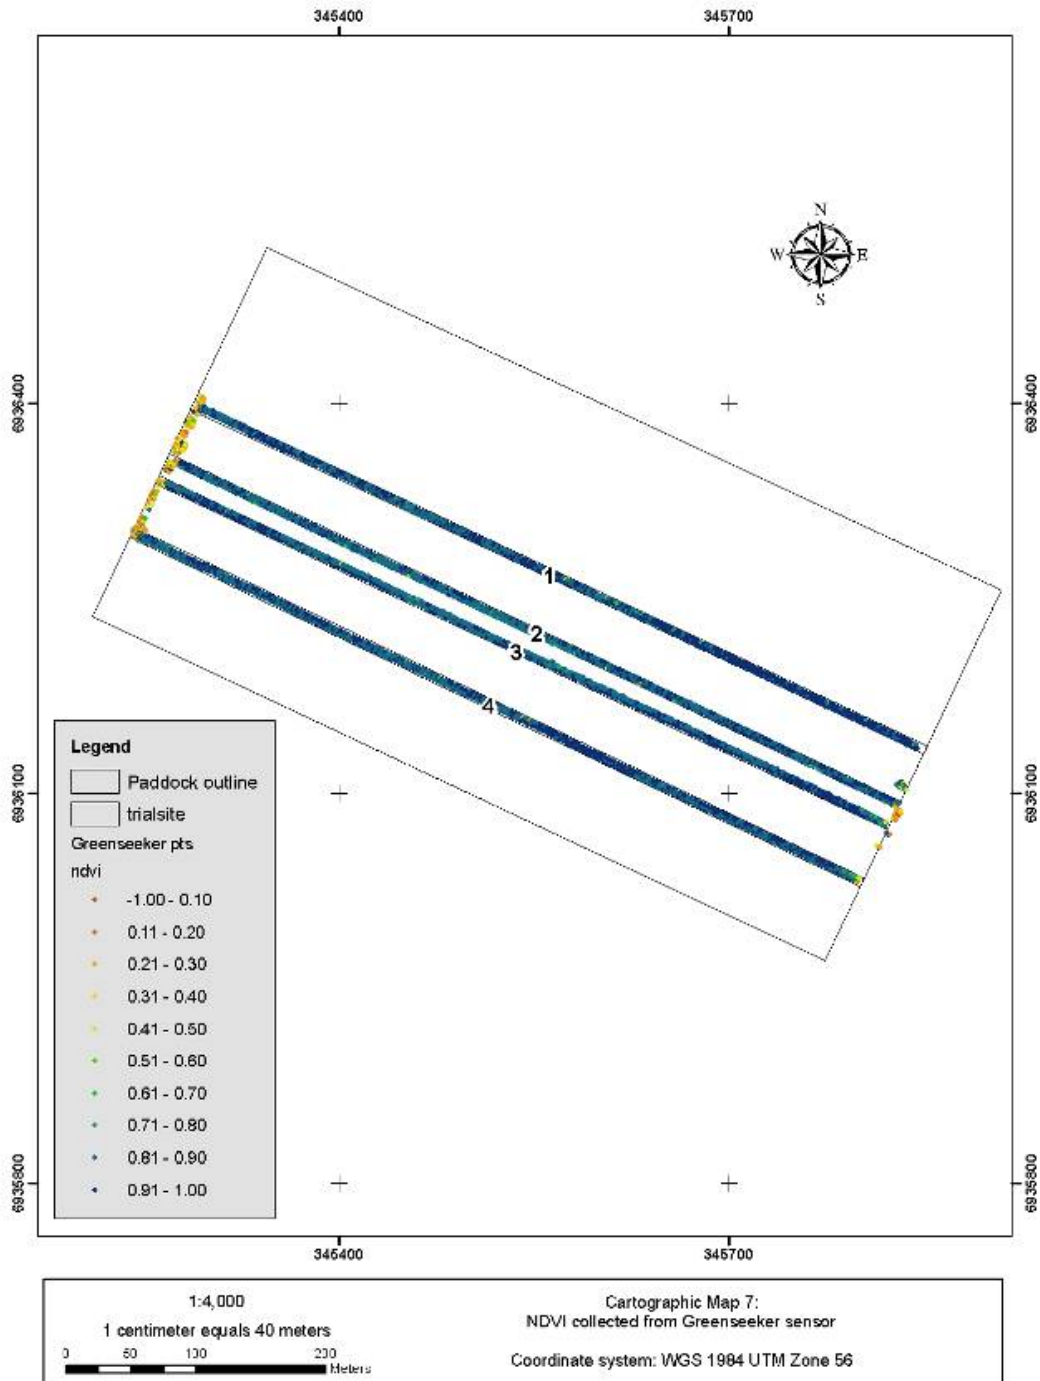 345400 345700
N
W E
S
6936400 6936400
1
2
3
4
Legend
Paddock outline
trialsite
Greenseeker pts
ndvi
-1.00 - 0.10
0.11 - 0.20
0.21 - 0.30
0.31 - 0.40
0.41 - 0.50
0.51 - 0.60
0.61 - 0.70
0.71 - 0.80
0.81 - 0.90
0.91 - 1.00
6936100 6936100
6935800 6935800
345400 345700
1:4,000
1 centimeter equals 40 meters
0 50 100 200
Meters
Cartographic Map 7:
NDVI collected from Greenseeker sensor
Coordinate system: WGS 1984 UTM Zone 56